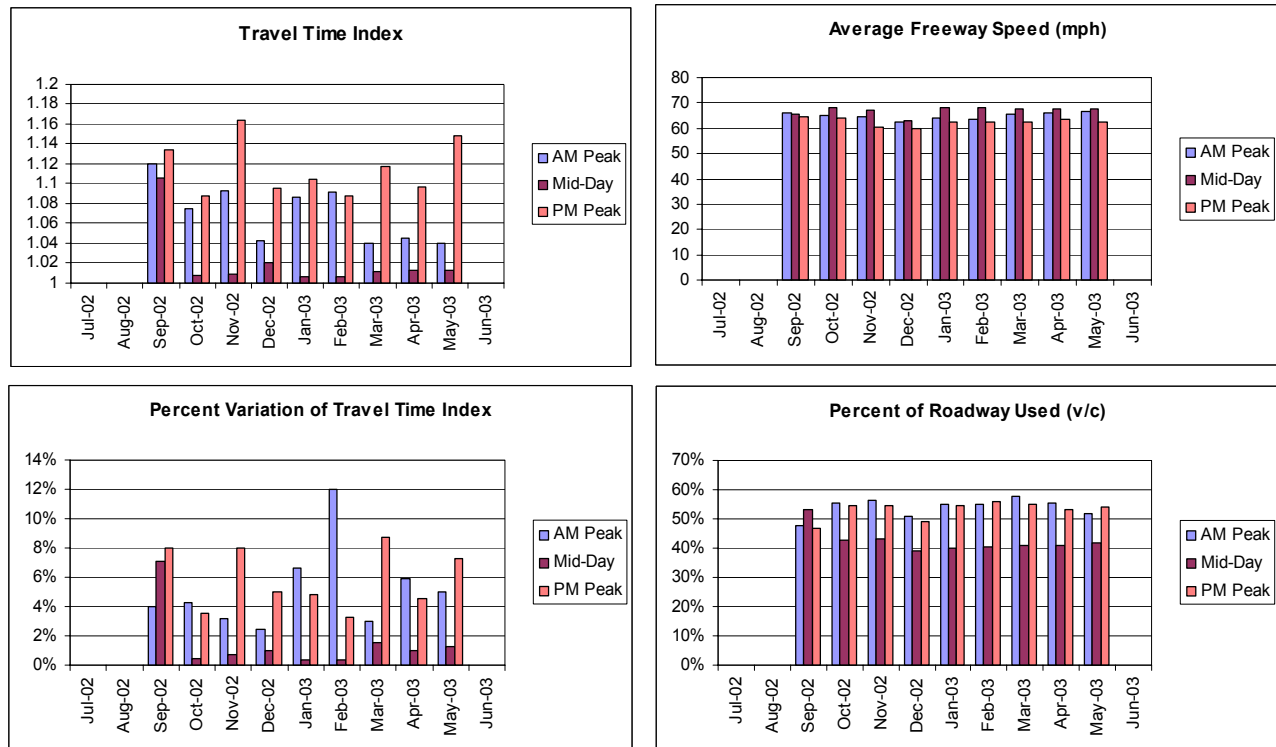 Travel Time Index
1.2
1.18
1.16
1.14
1.12
1.1
1.08
1.06
1.04
1.02
1
Jul-02
Aug-02
Sep-02
Oct-02
Nov-02
Dec-02
Jan-03
Feb-03
Mar-03
Apr-03
May-03
Jun-03
AM Peak
Mid-Day
PM Peak
Average Freeway Speed (mph)
80
70
60
50
40
30
20
10
0
Jul-02
Aug-02
Sep-02
Oct-02
Nov-02
Dec-02
Jan-03
Feb-03
Mar-03
Apr-03
May-03
Jun-03
AM Peak
Mid-Day
PM Peak
Percent Variation of Travel Time Index
14%
12%
10%
8%
6%
4%
2%
0%
Jul-02
Aug-02
Sep-02
Oct-02
Nov-02
Dec-02
Jan-03
Feb-03
Mar-03
Apr-03
May-03
Jun-03
AM Peak
Mid-Day
PM Peak
Percent of Roadway Used (v/c)
70%
60%
50%
40%
30%
20%
10%
0%
Jul-02
Aug-02
Sep-02
Oct-02
Nov-02
Dec-02
Jan-03
Feb-03
Mar-03
Apr-03
May-03
Jun-03
AM Peak
Mid-Day
PM Peak